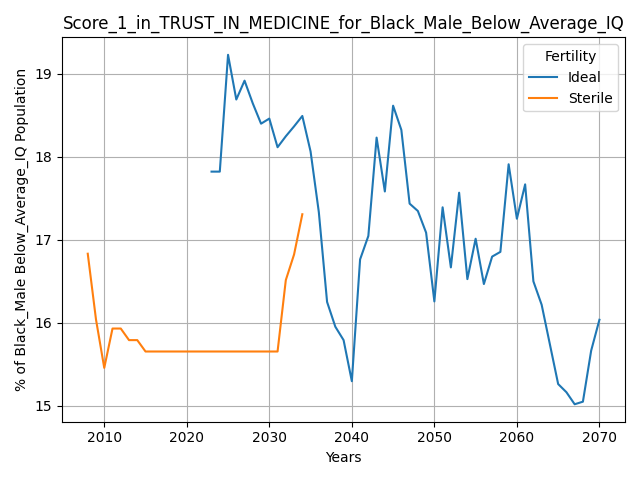 Score_1_in_TRUST_IN_MEDICINE_for_Black_Male_Below_Average_IQ
% of Black_Male Below_Average_IQ Population
19
18
17
16
15
Fertility
Ideal
Sterile
2010 2020 2030 2040 2050 2060 2070
Years